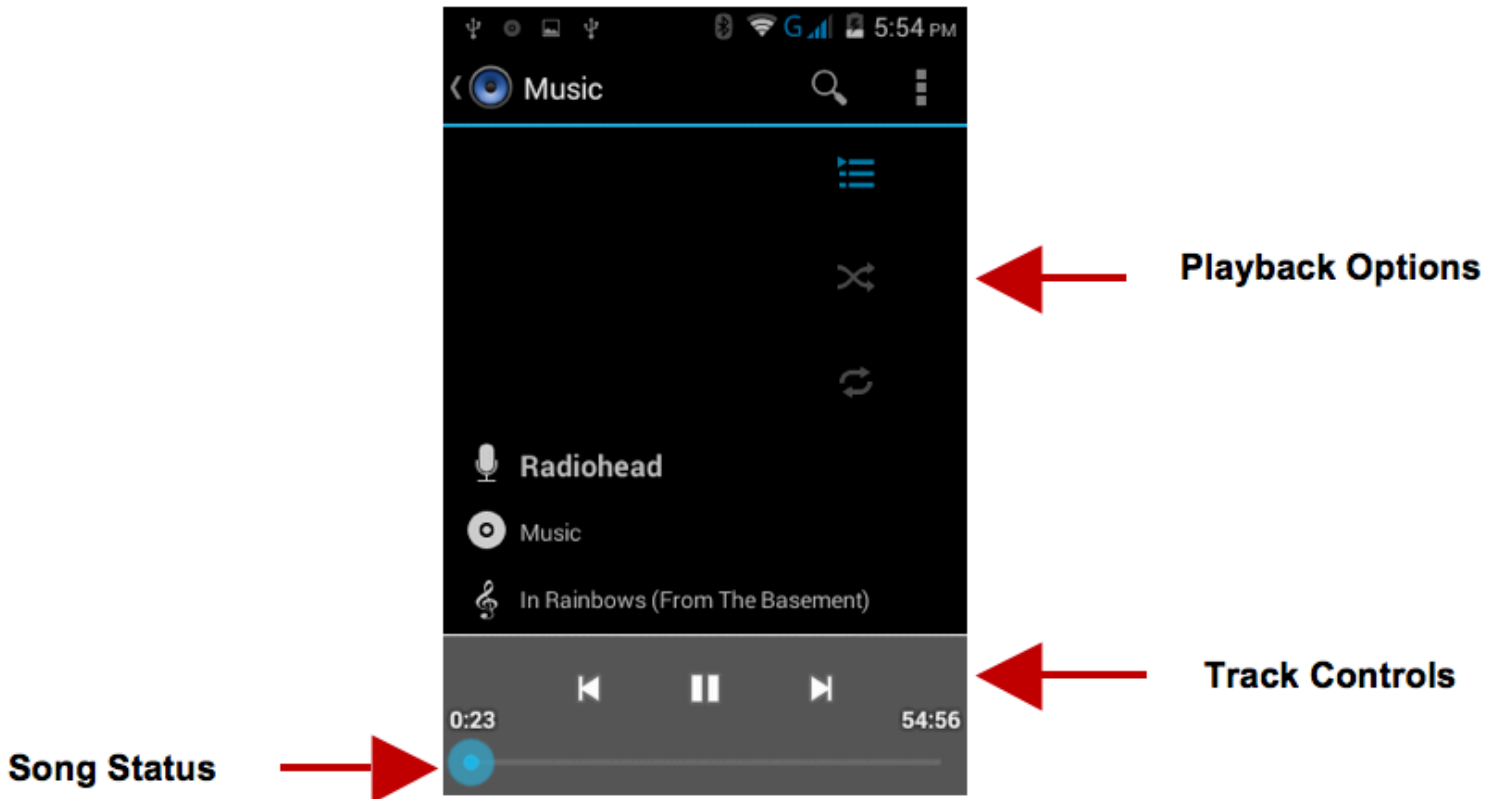 G 5:54 PM
Music
Playback Options
Radiohead
Music
In Rainbows (From The Basement)
Track Controls
0:23 54:56
Song Status